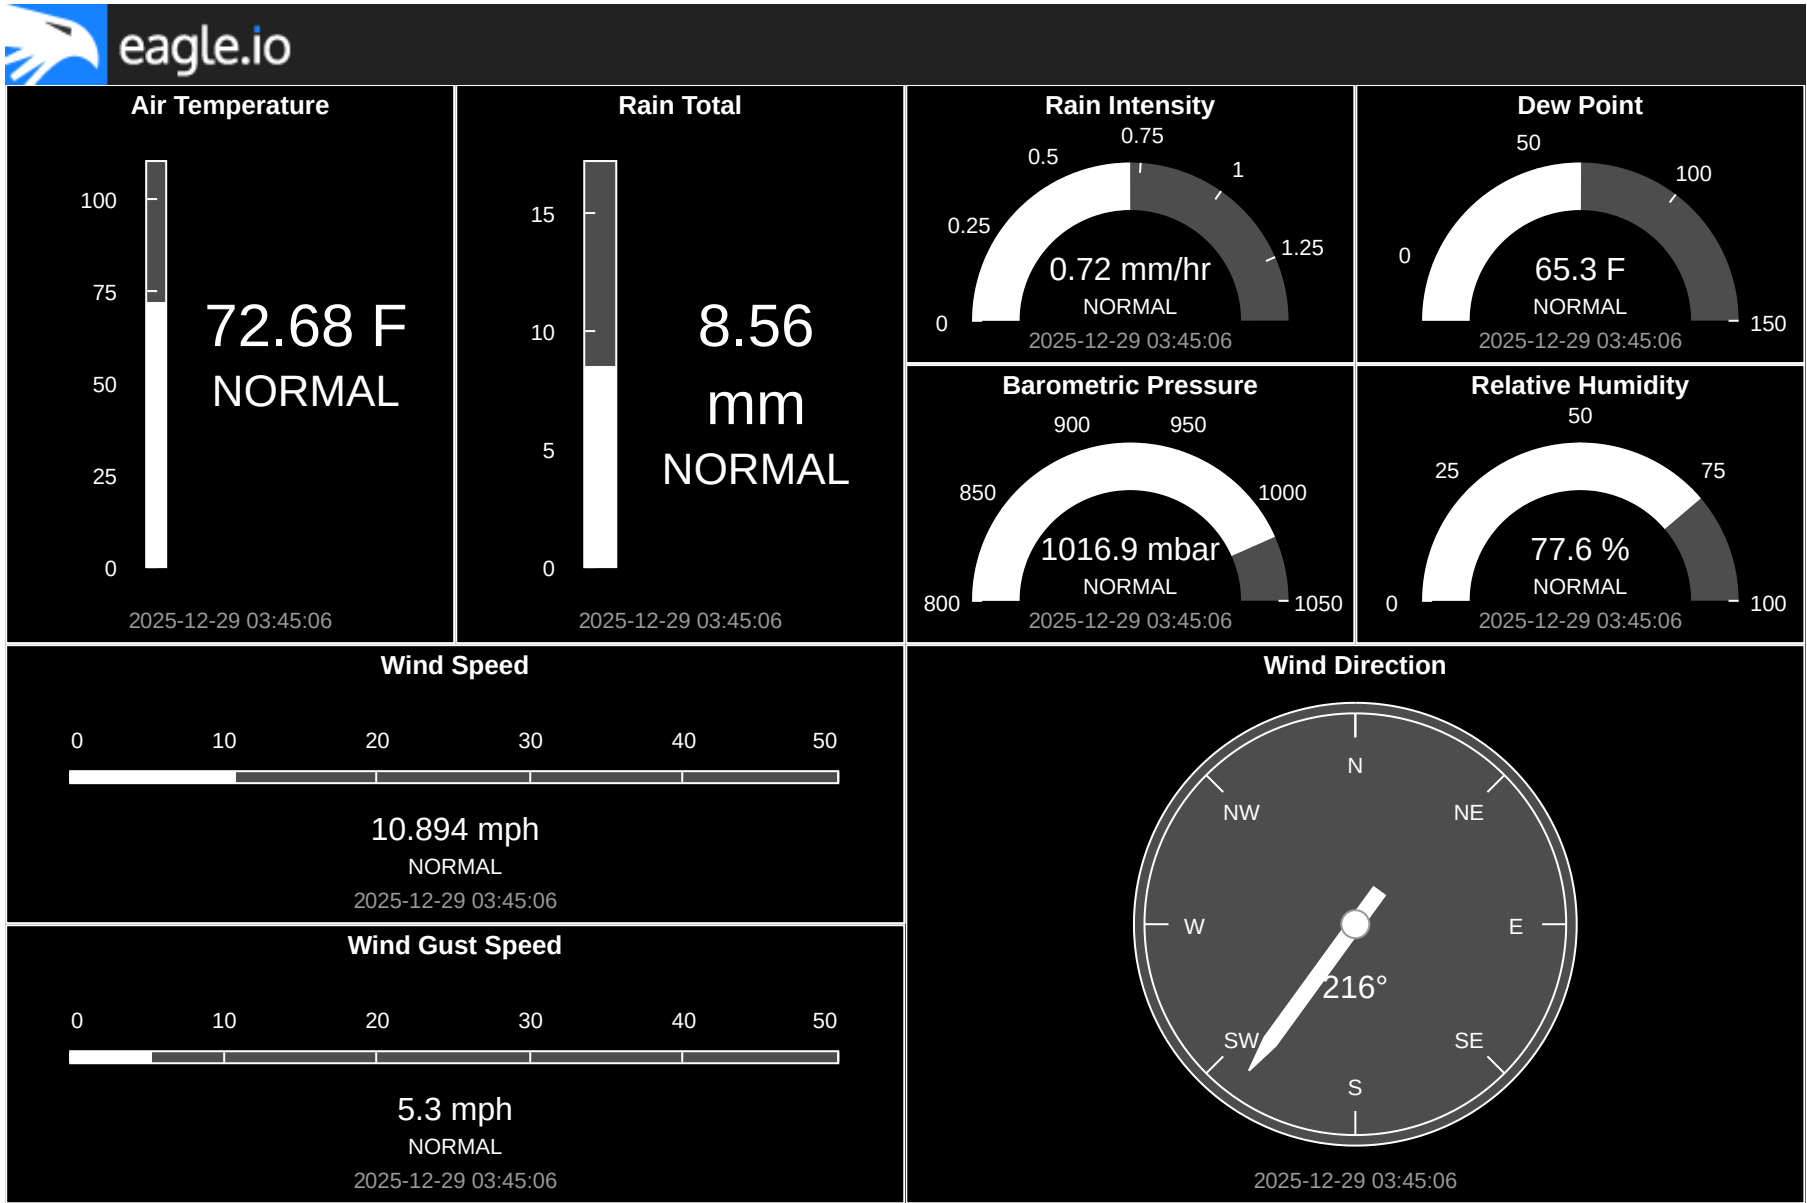 eagle.io
Air Temperature
100
75
50
25
0
72.68 F
NORMAL
2025-12-29 03:45:06
Rain Total
15
10
5
0
8.56
mm
NORMAL
2025-12-29 03:45:06
Rain Intensity
0
0.25
0.5
0.75
1
1.25
0.72 mm/hr
NORMAL
2025-12-29 03:45:06
Dew Point
0
50
100
150
65.3 F
NORMAL
2025-12-29 03:45:06
Barometric Pressure
800
850
900
950
1000
1050
1016.9 mbar
NORMAL
2025-12-29 03:45:06
Relative Humidity
0
25
50
75
100
77.6 %
NORMAL
2025-12-29 03:45:06
Wind Speed
0 10 20 30 40 50
10.894 mph
NORMAL
2025-12-29 03:45:06
Wind Gust Speed
0 10 20 30 40 50
5.3 mph
NORMAL
2025-12-29 03:45:06
Wind Direction
N
NW NE
W E
216°
SW SE
S
2025-12-29 03:45:06